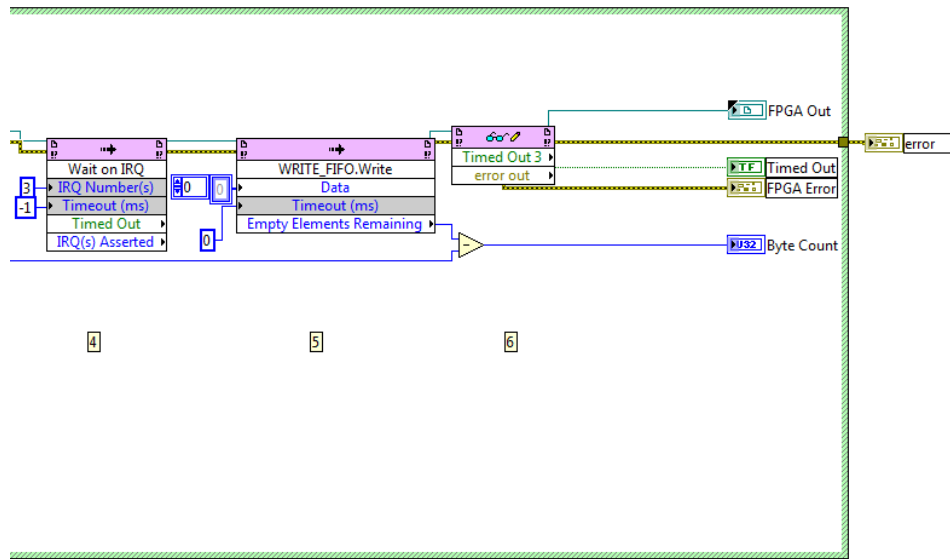 FPGA Out
error
Wait on IRQ
3
IRQ Number(s)
-1
Timeout (ms)
Timed Out
IRQ(s) Asserted
WRITE_FIFO.Write
0
0
Data
Timeout (ms)
0
Empty Elements Remaining
Timed Out 3
error out
TF
Timed Out
FPGA Error
-
U32
Byte Count
4
5
6